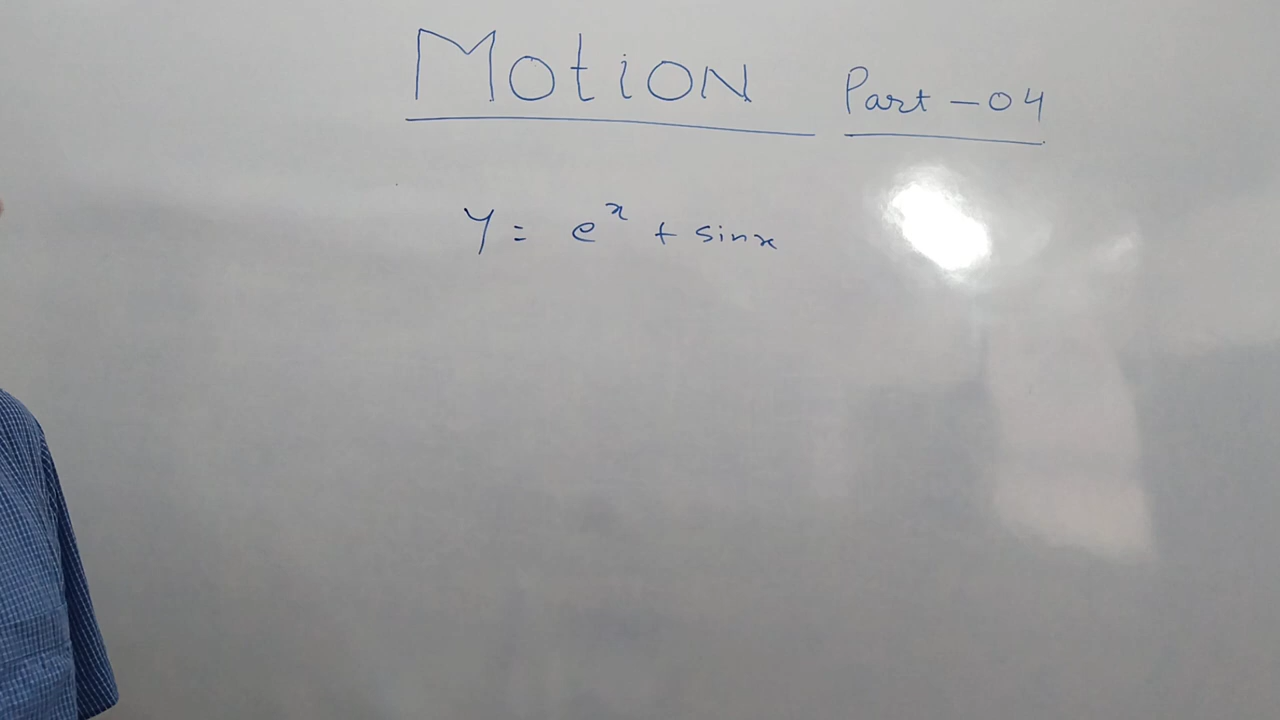 Motion Part - 04
y = e^x + sinx